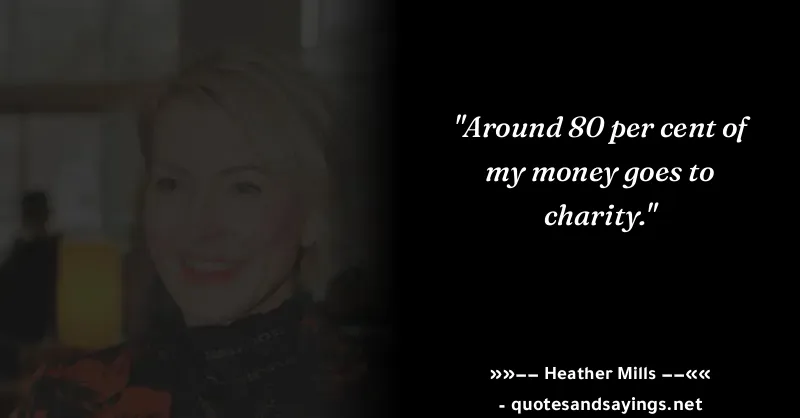 "Around 80 per cent of
my money goes to
charity."
»»–– Heather Mills ––««
- quotesandsayings.net